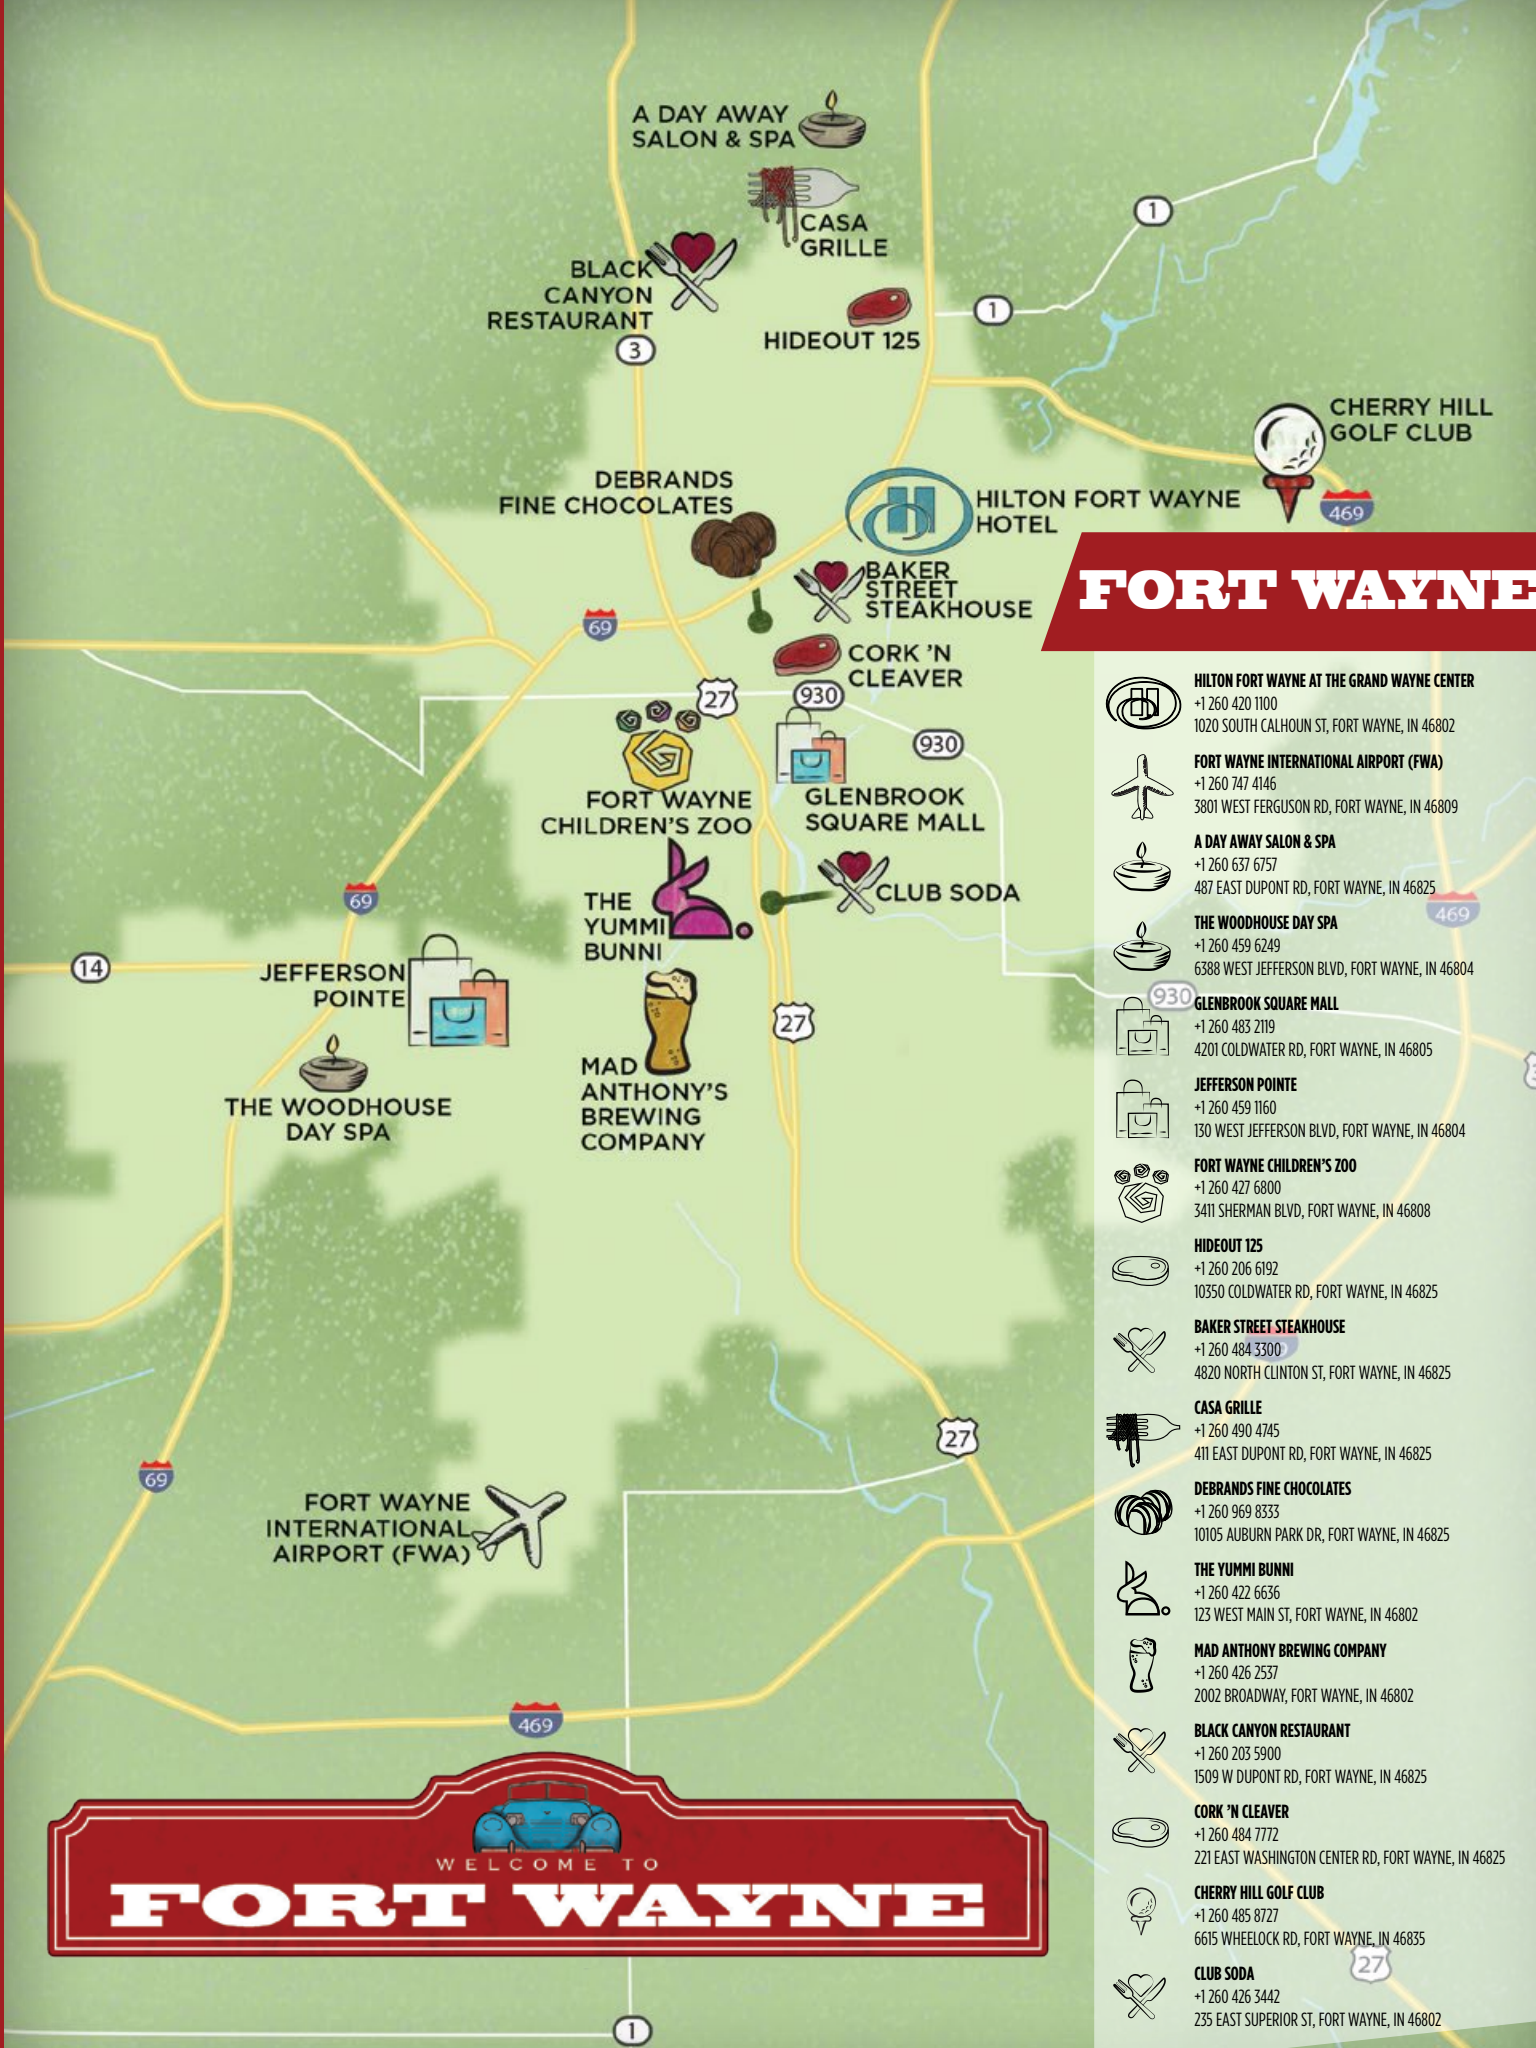 A DAY AWAY
SALON & SPA
CASA
GRILLE
BLACK
CANYON
RESTAURANT
3
HIDEOUT 125
1
1
CHERRY HILL
GOLF CLUB
469
DEBRANDS
FINE CHOCOLATES
HILTON FORT WAYNE
HOTEL
BAKER
STREET
STEAKHOUSE
69
CORK 'N
CLEAVER
27
930
930
FORT WAYNE
CHILDREN'S ZOO
GLENBROOK
SQUARE MALL
69
THE
YUMMI
BUNNI
CLUB SODA
14
JEFFERSON
POINTE
27
THE WOODHOUSE
DAY SPA
MAD
ANTHONY'S
BREWING
COMPANY
27
69
FORT WAYNE
INTERNATIONAL
AIRPORT (FWA)
469
WELCOME TO
FORT WAYNE
1
FORT WAYNE
HILTON FORT WAYNE AT THE GRAND WAYNE CENTER
+1 260 420 1100
1020 SOUTH CALHOUN ST, FORT WAYNE, IN 46802
FORT WAYNE INTERNATIONAL AIRPORT (FWA)
+1 260 747 4146
3801 WEST FERGUSON RD, FORT WAYNE, IN 46809
A DAY AWAY SALON & SPA
+1 260 637 6757
487 EAST DUPONT RD, FORT WAYNE, IN 46825
469
THE WOODHOUSE DAY SPA
+1 260 459 6249
6388 WEST JEFFERSON BLVD, FORT WAYNE, IN 46804
930
GLENBROOK SQUARE MALL
+1 260 483 2119
4201 COLDWATER RD, FORT WAYNE, IN 46805
JEFFERSON POINTE
+1 260 459 1160
130 WEST JEFFERSON BLVD, FORT WAYNE, IN 46804
FORT WAYNE CHILDREN'S ZOO
+1 260 427 6800
3411 SHERMAN BLVD, FORT WAYNE, IN 46808
HIDEOUT 125
+1 260 206 6192
10350 COLDWATER RD, FORT WAYNE, IN 46825
BAKER STREET STEAKHOUSE
+1 260 484 3300
4820 NORTH CLINTON ST, FORT WAYNE, IN 46825
CASA GRILLE
+1 260 490 4745
411 EAST DUPONT RD, FORT WAYNE, IN 46825
DEBRANDS FINE CHOCOLATES
+1 260 969 8333
10105 AUBURN PARK DR, FORT WAYNE, IN 46825
THE YUMMI BUNNI
+1 260 422 6636
123 WEST MAIN ST, FORT WAYNE, IN 46802
MAD ANTHONY BREWING COMPANY
+1 260 426 2537
2002 BROADWAY, FORT WAYNE, IN 46802
BLACK CANYON RESTAURANT
+1 260 203 5900
1509 W DUPONT RD, FORT WAYNE, IN 46825
CORK 'N CLEAVER
+1 260 484 7772
221 EAST WASHINGTON CENTER RD, FORT WAYNE, IN 46825
CHERRY HILL GOLF CLUB
+1 260 485 8727
6615 WHEELOCK RD, FORT WAYNE, IN 46835
27
CLUB SODA
+1 260 426 3442
235 EAST SUPERIOR ST, FORT WAYNE, IN 46802